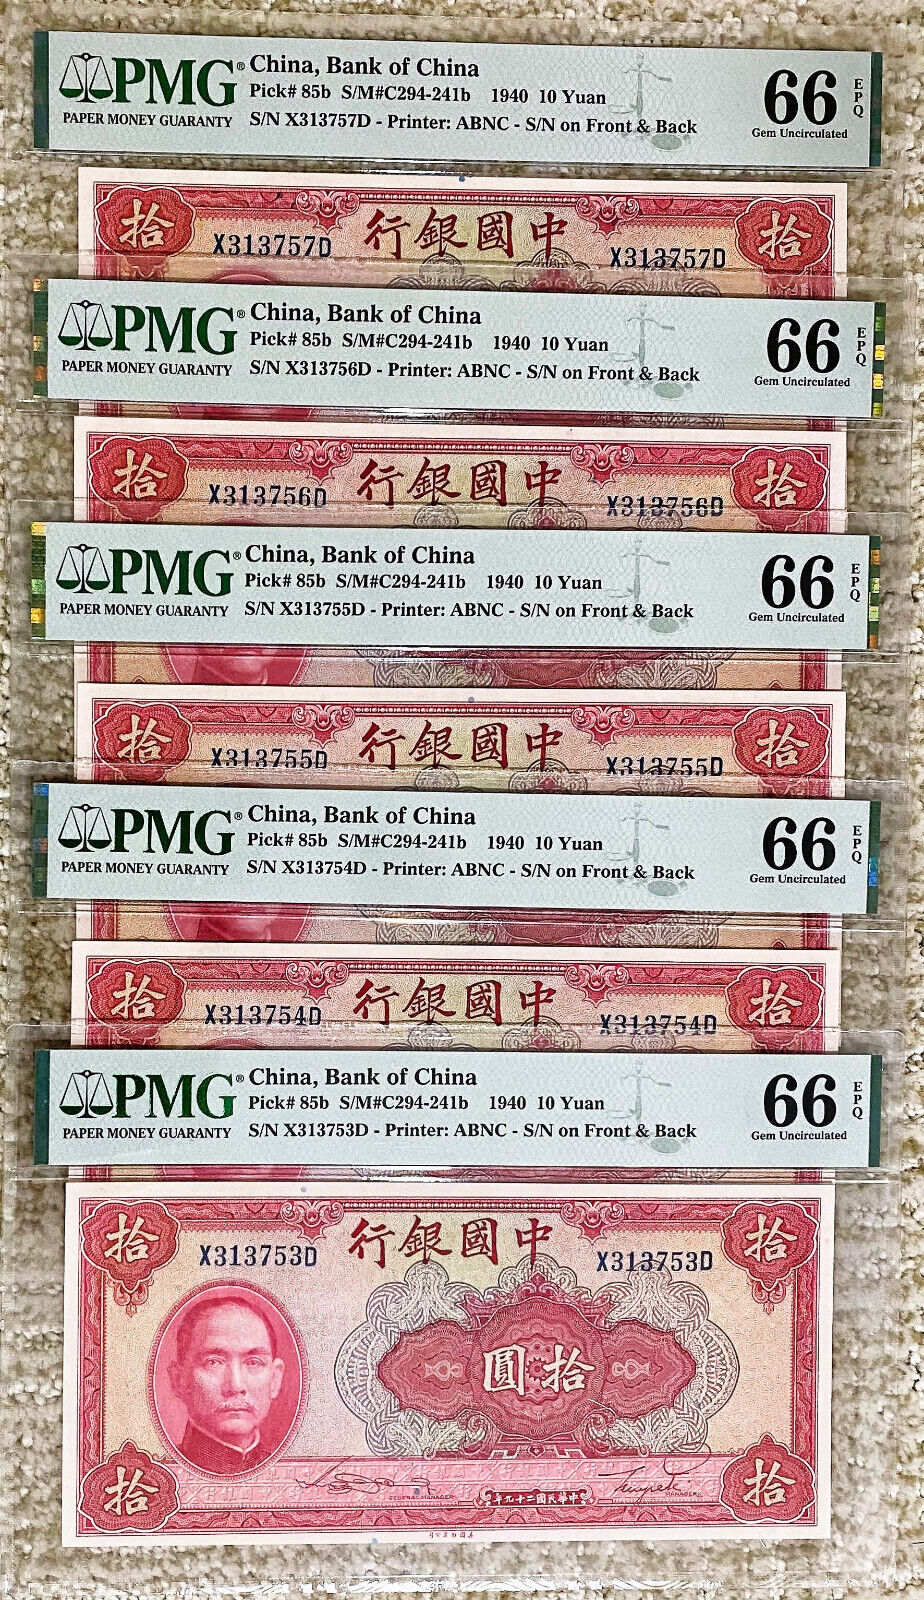 PMG® China, Bank of China
Pick# 85b S/M#C294-241b 1940 10 Yuan
PAPER MONEY GUARANTY S/N X313757D - Printer: ABNC - S/N on Front & Back
66 EPQ
Gem Uncirculated
拾 行銀國中 拾
X313757D X313757D
PMG® China, Bank of China
Pick# 85b S/M#C294-241b 1940 10 Yuan
PAPER MONEY GUARANTY S/N X313756D - Printer: ABNC - S/N on Front & Back
66 EPQ
Gem Uncirculated
拾 行銀國中 拾
X313756D X313756D
PMG® China, Bank of China
Pick# 85b S/M#C294-241b 1940 10 Yuan
PAPER MONEY GUARANTY S/N X313755D - Printer: ABNC - S/N on Front & Back
66 EPQ
Gem Uncirculated
拾 行銀國中 拾
X313755D X313755D
PMG® China, Bank of China
Pick# 85b S/M#C294-241b 1940 10 Yuan
PAPER MONEY GUARANTY S/N X313754D - Printer: ABNC - S/N on Front & Back
66 EPQ
Gem Uncirculated
拾 行銀國中 拾
X313754D X313754D
PMG® China, Bank of China
Pick# 85b S/M#C294-241b 1940 10 Yuan
PAPER MONEY GUARANTY S/N X313753D - Printer: ABNC - S/N on Front & Back
66 EPQ
Gem Uncirculated
拾 行銀國中 拾
X313753D X313753D
圓拾
拾 拾
GENERAL MANAGER MANAGER
年九十二國民華中